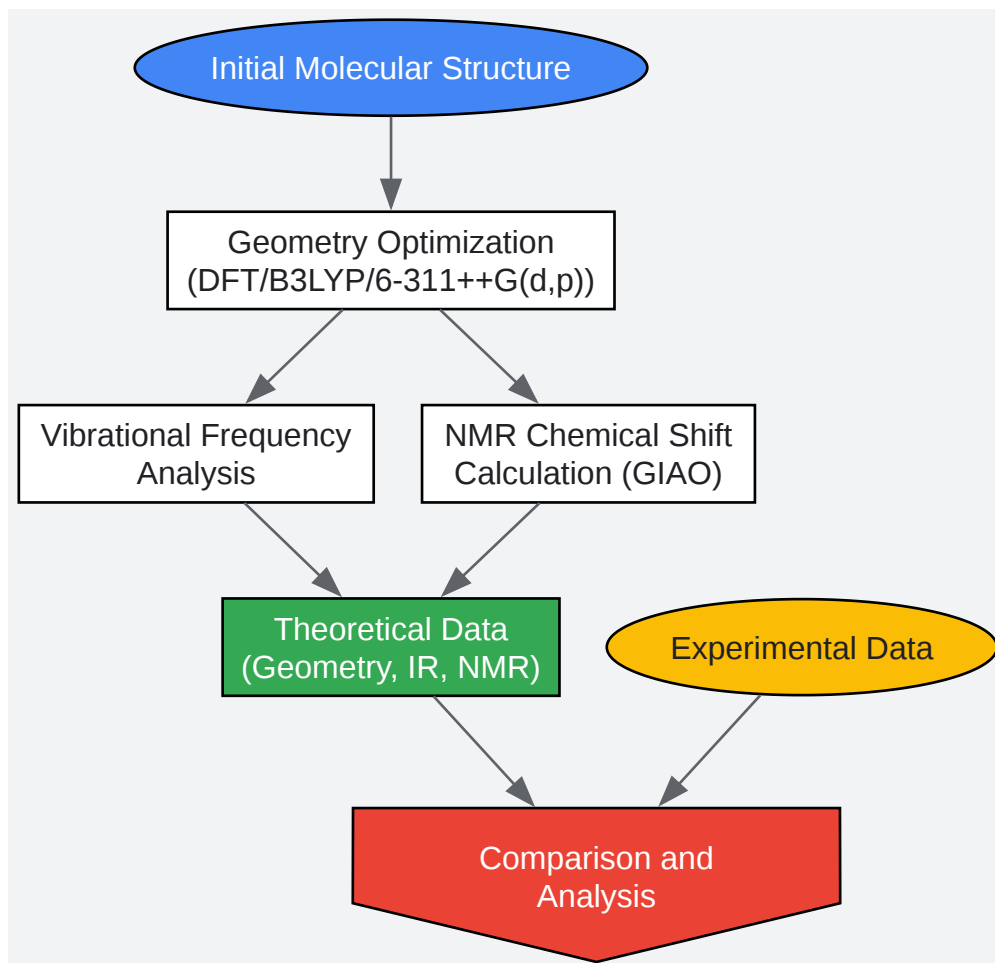 Initial Molecular Structure
Geometry Optimization
(DFT/B3LYP/6-311++G(d,p))
Vibrational Frequency
Analysis
NMR Chemical Shift
Calculation (GIAO)
Theoretical Data
(Geometry, IR, NMR)
Experimental Data
Comparison and
Analysis